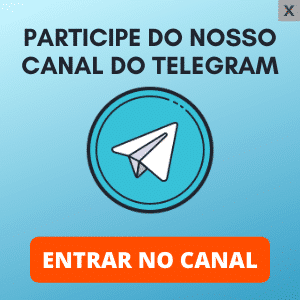 X
PARTICIPE DO NOSSO
CANAL DO TELEGRAM
ENTRAR NO CANAL